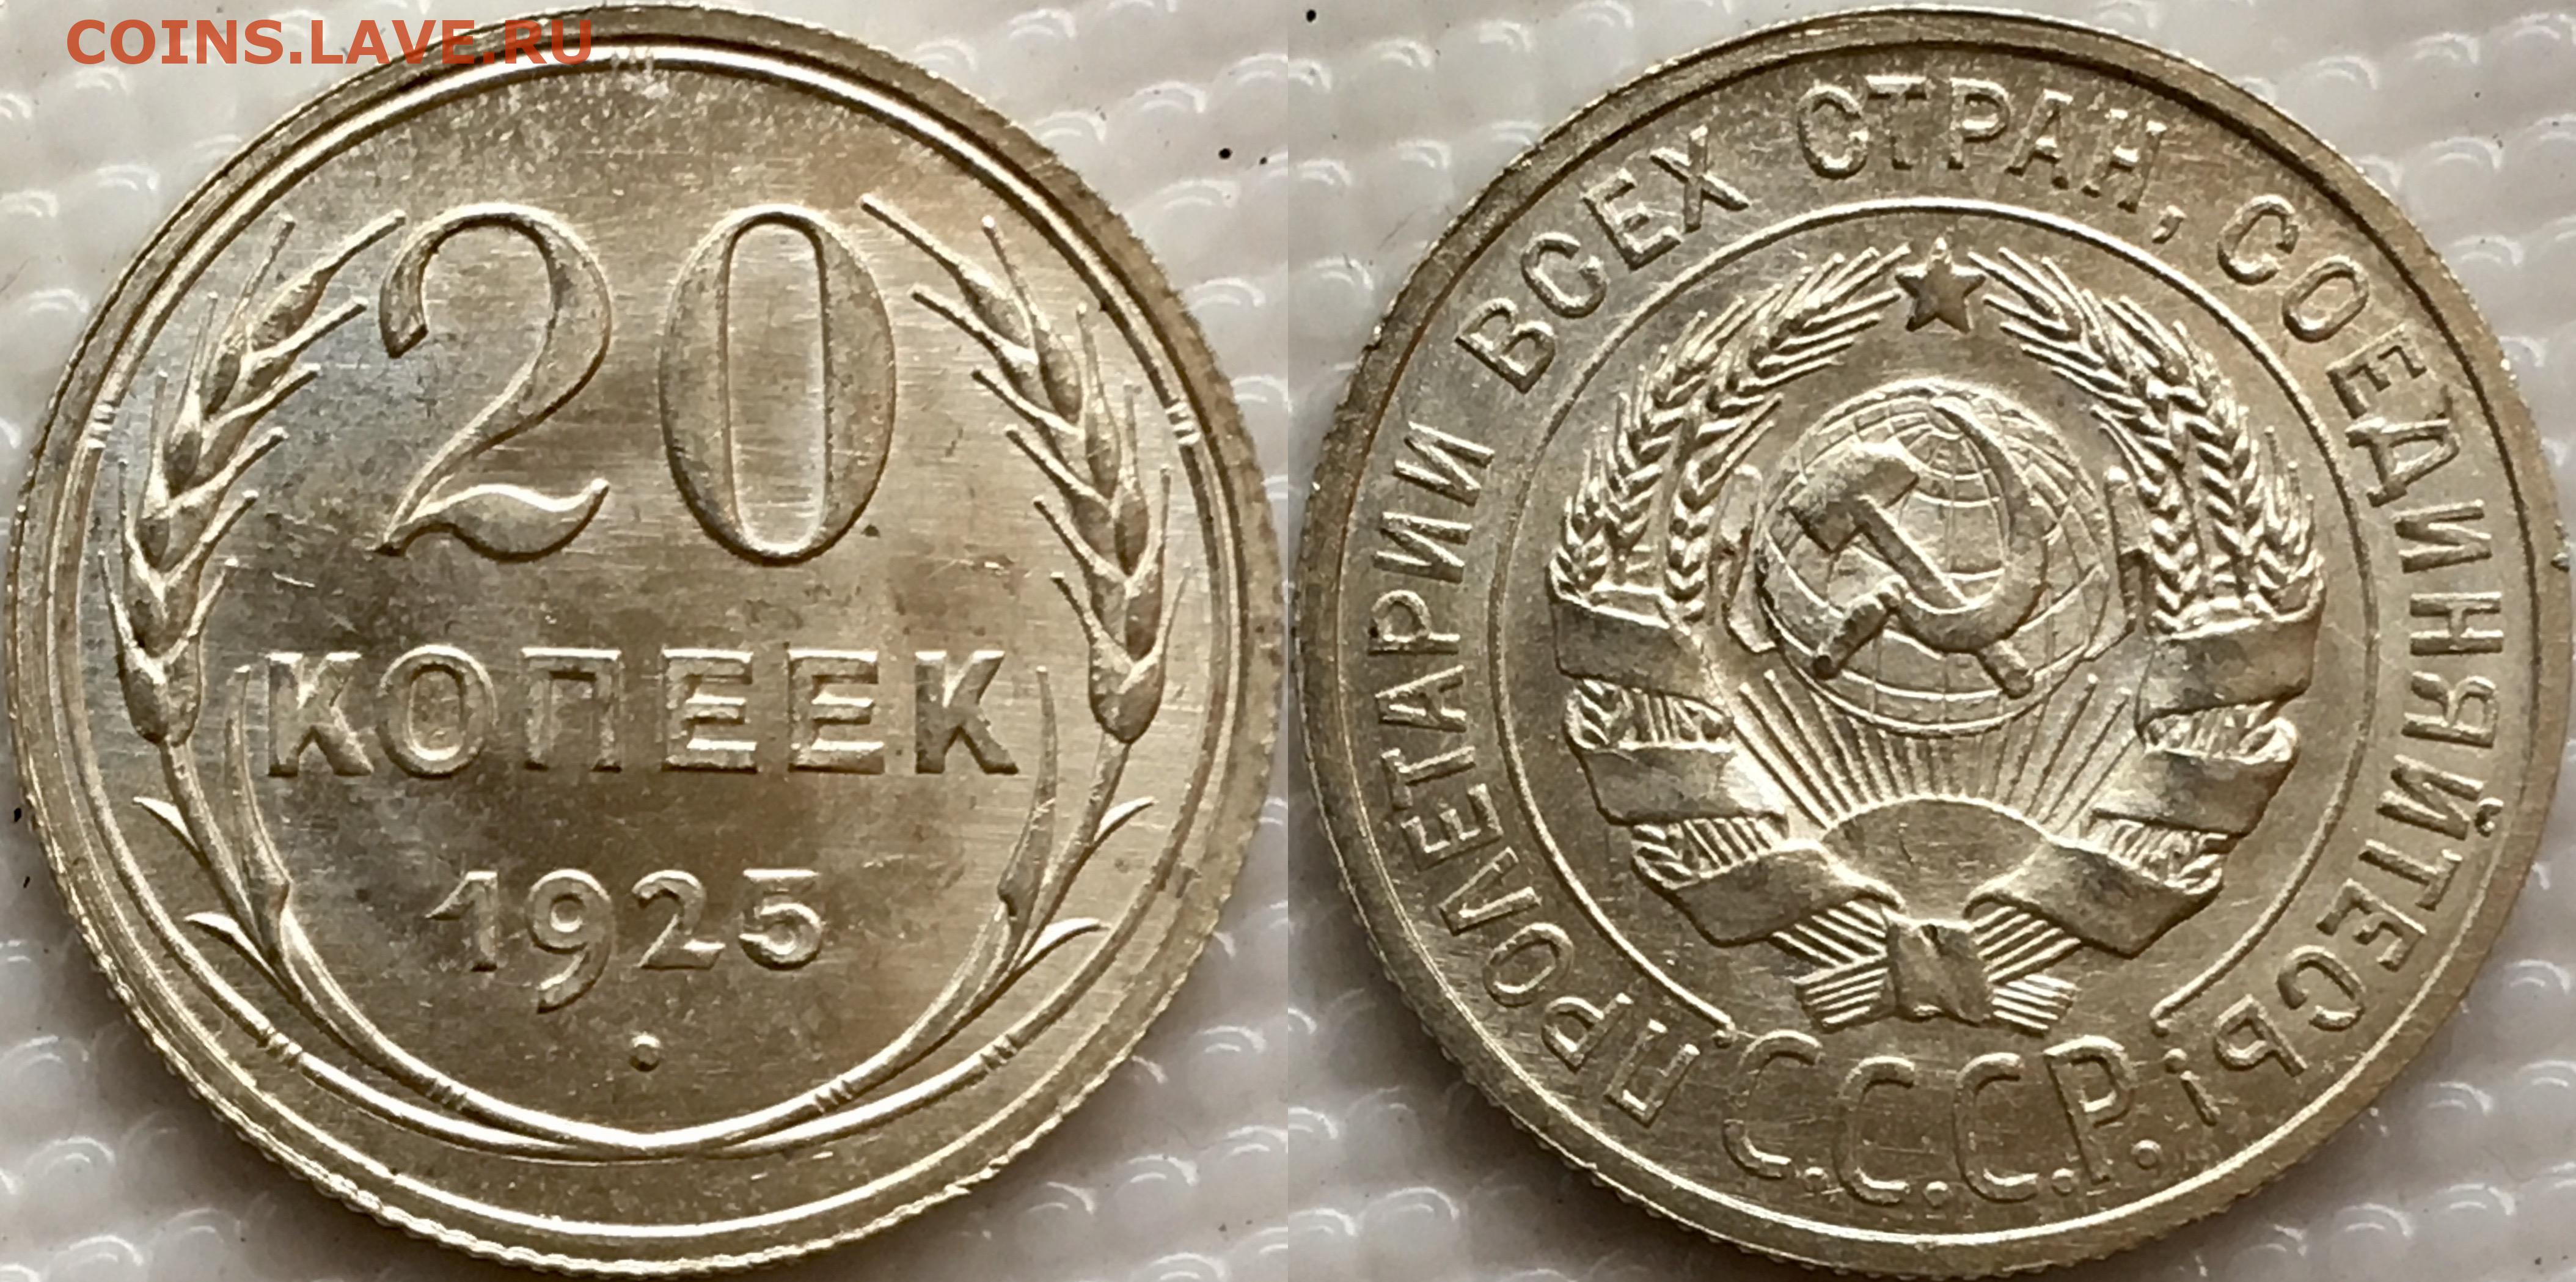 COINS.LAVE.RU
20
КОПЕЕК
1925
ПРОЛЕТАРИИ ВСЕХ СТРАН, СОЕДИНЯЙТЕСЬ!
С.С.С.Р.